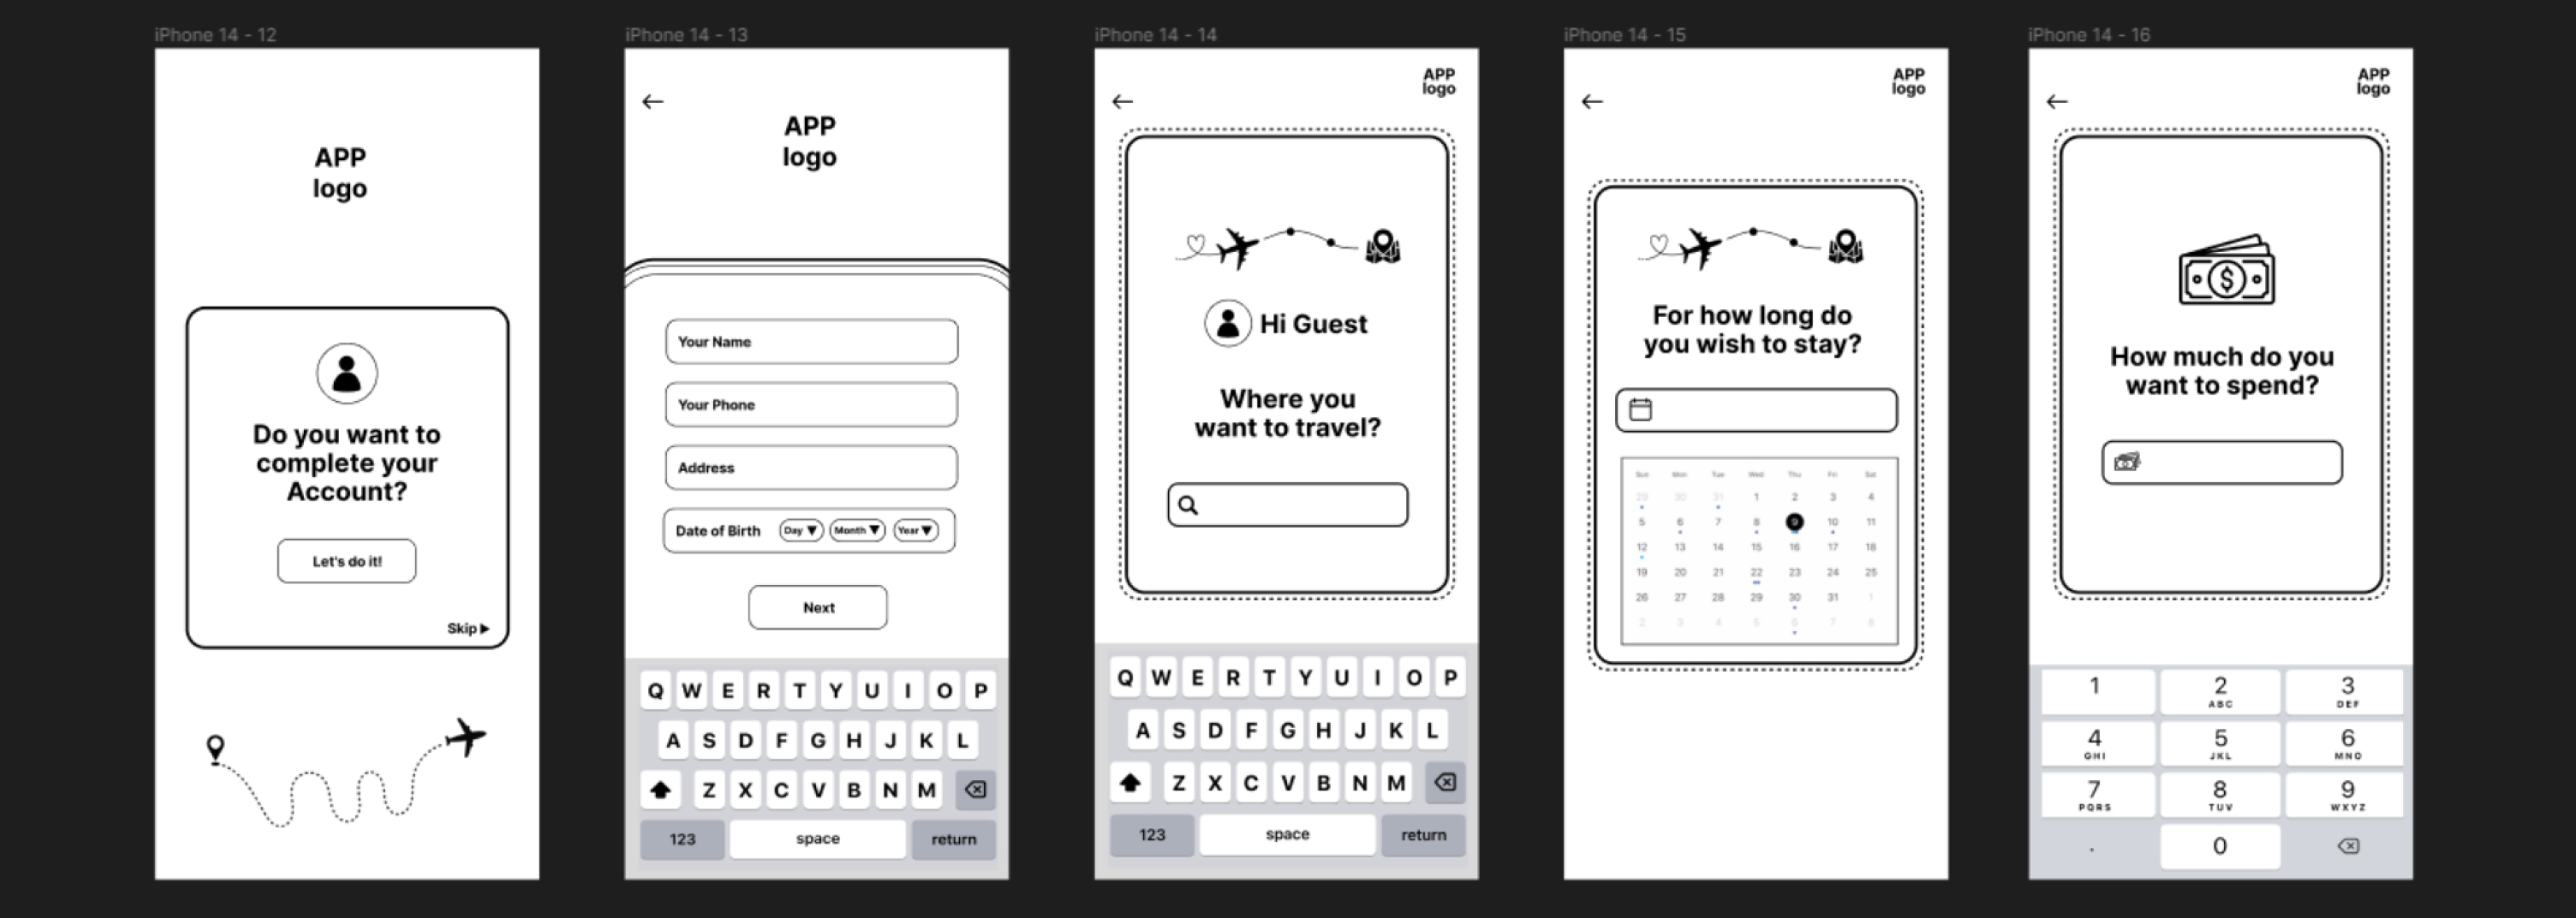 iPhone 14 - 12
APP
logo
Do you want to
complete your
Account?
Let's do it!
Skip
iPhone 14 - 13
APP
logo
Your Name
Your Phone
Address
Date of Birth Day Month Year
Next
Q W E R T Y U I O P
A S D F G H J K L
Z X C V B N M
123 space return
iPhone 14 - 14
APP
logo
Hi Guest
Where you
want to travel?
Q W E R T Y U I O P
A S D F G H J K L
Z X C V B N M
123 space return
iPhone 14 - 15
APP
logo
For how long do
you wish to stay?
Sun Mon Tue Wed Thu Fri Sat
29 30 31 1 2 3 4
5 6 7 8 9 10 11
12 13 14 15 16 17 18
19 20 21 22 23 24 25
26 27 28 29 30 31 1
2 3 4 5 6 7 8
iPhone 14 - 16
APP
logo
$
How much do you
want to spend?
1 2 3
ABC DEF
4 5 6
GHI JKL MNO
7 8 9
PQRS TUV WXYZ
. 0